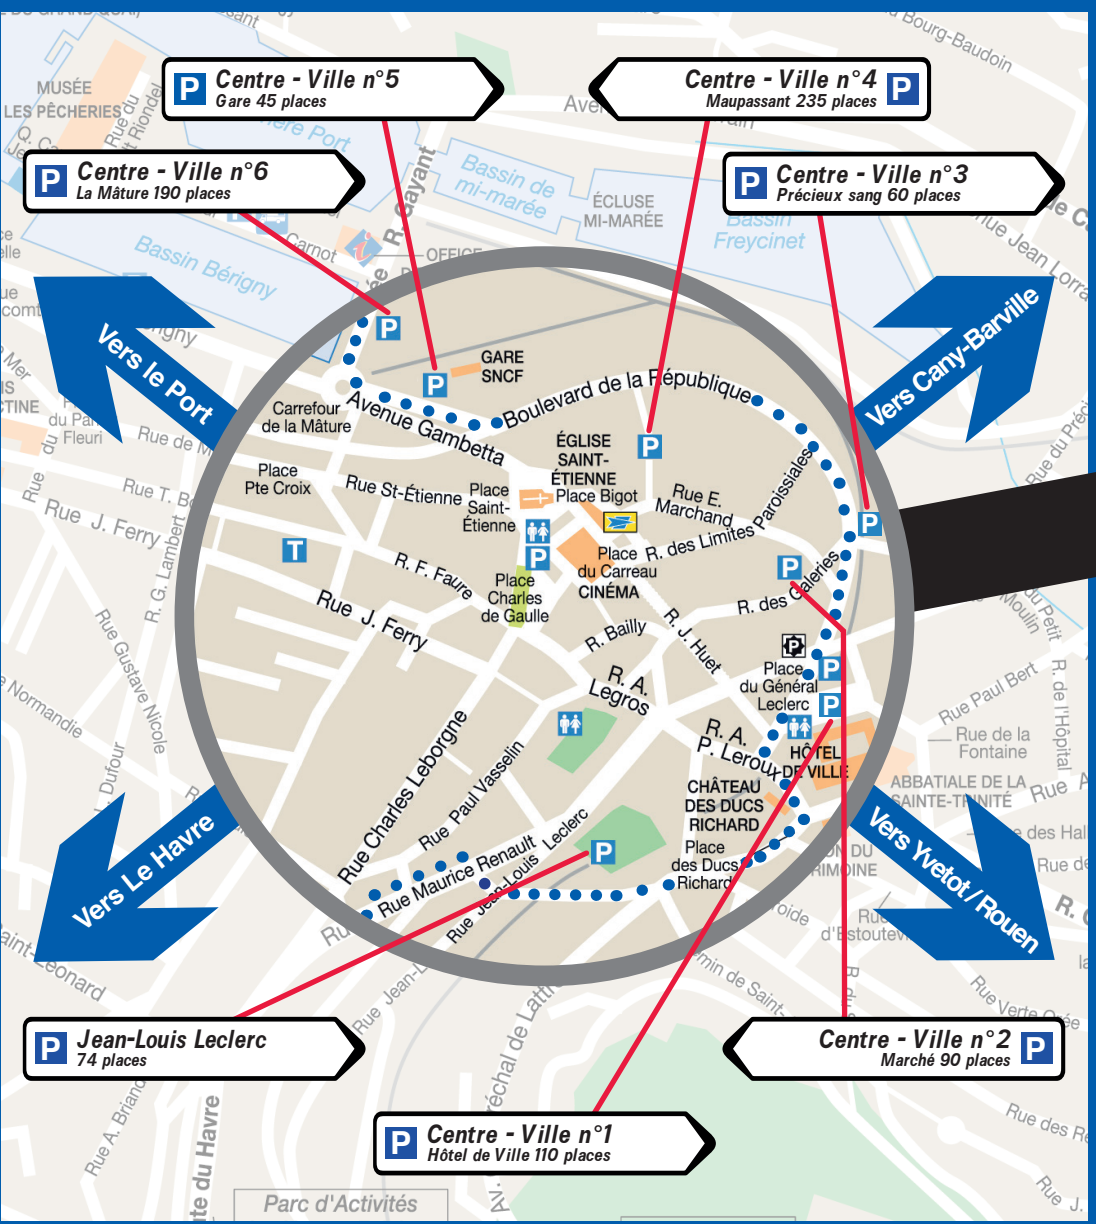 P
Centre - Ville n°5
Gare 45 places
Centre - Ville n°4
Maupassant 235 places
P
P
Centre - Ville n°6
La Mâture 190 places
P
Centre - Ville n°3
Précieux sang 60 places
MUSÉE
LES PÊCHERIES
Bourg-Baudoin
R. Gayant
Bassin de
mi-marée
ÉCLUSE
MI-MARÉE
Bassin
Freycinet
Carnot
Bassin Bérigny
Vers le Port
Vers Cany-Barville
P
P
GARE
SNCF
Carrefour
de la Mâture
Avenue Gambetta
Boulevard de la République
P
ÉGLISE
SAINT-
ÉTIENNE
Place
Pte Croix
Rue St-Étienne
Place
Saint-
Étienne
Place Bigot
Rue E.
Marchand
R. des Limites Paroissiales
P
T
P
Place
du Carreau
CINÉMA
P
R. des Galeries
R. F. Faure
Place
Charles
de Gaulle
Rue J. Ferry
Rue J. Ferry
R. G. Lambert
Rue Gustave Nicole
R. Bailly
R. J. Huet
R. A.
Legros
P
Place
du Général
Leclerc
P
P
R. A.
P. Leroux
HÔTEL
DE VILLE
CHÂTEAU
DES DUCS
RICHARD
Place
des Ducs
Richard
Rue Charles Leborgne
Rue Paul Vasselin
Rue Maurice Renault
Rue Jean-Louis Leclerc
P
Rue Paul Bert
R. de l'Hôpital
Rue de la
Fontaine
ABBATIALE DE LA
SAINTE-TRINITÉ
Vers Le Havre
Vers Yvetot / Rouen
P
Jean-Louis Leclerc
74 places
Centre - Ville n°2
Marché 90 places
P
P
Centre - Ville n°1
Hôtel de Ville 110 places
Rue A. Briand
Parc d'Activités